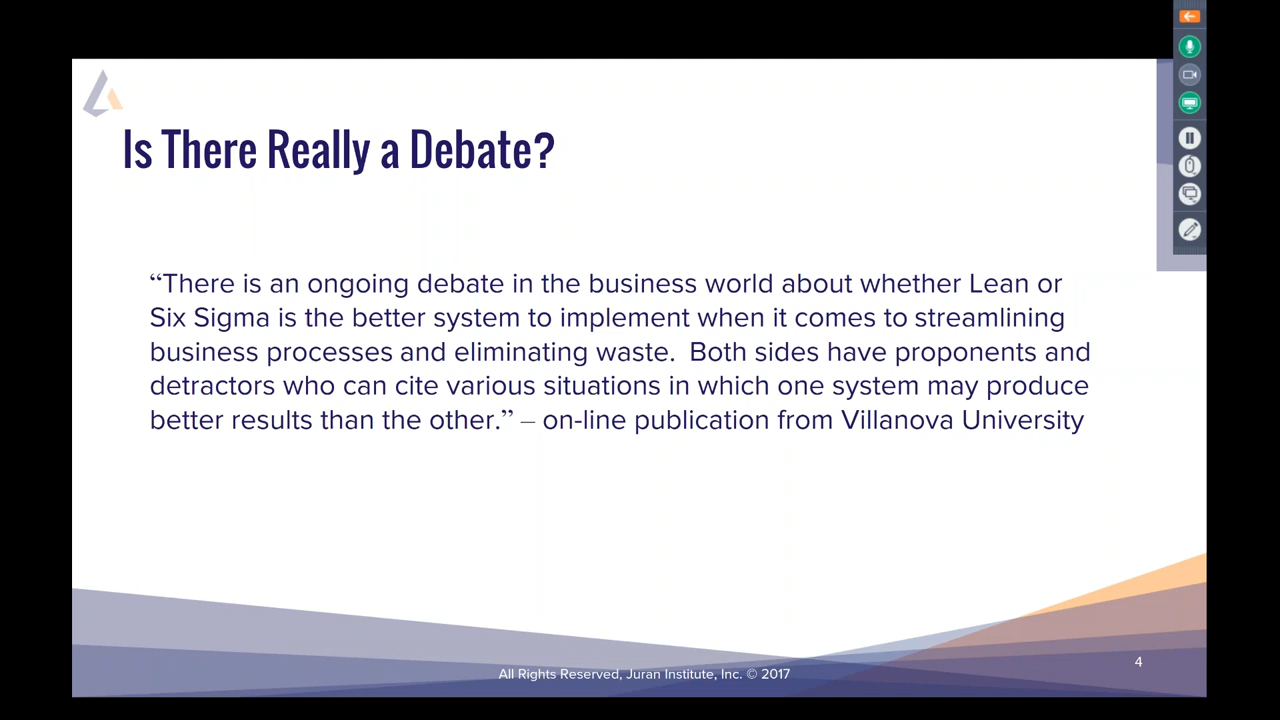 Is There Really a Debate?
“There is an ongoing debate in the business world about whether Lean or
Six Sigma is the better system to implement when it comes to streamlining
business processes and eliminating waste.  Both sides have proponents and
detractors who can cite various situations in which one system may produce
better results than the other.” – on-line publication from Villanova University
4
All Rights Reserved, Juran Institute, Inc. © 2017